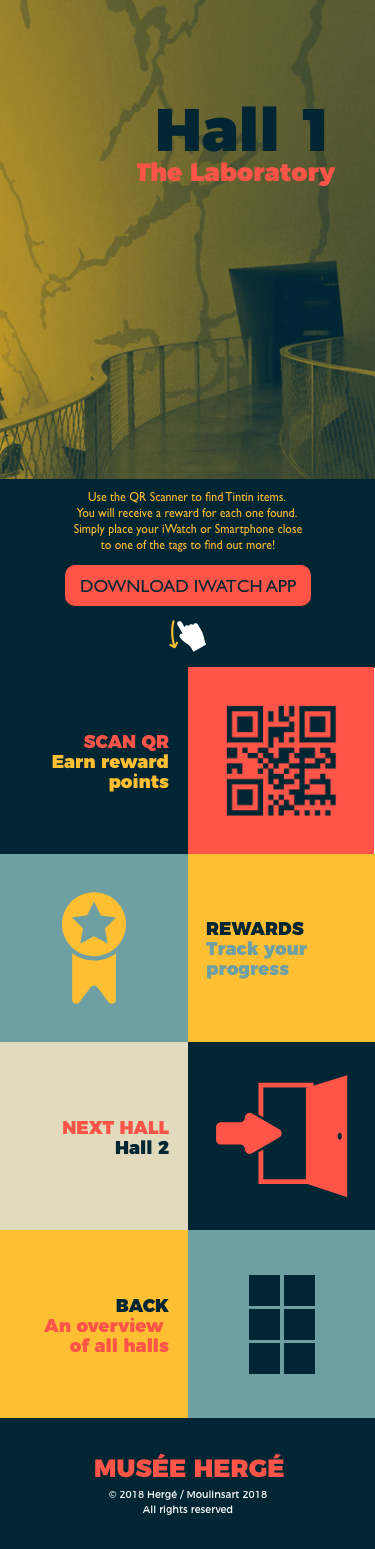 Hall 1
The Laboratory
Use the QR Scanner to find Tintin items.
You will receive a reward for each one found.
Simply place your iWatch or Smartphone close
to one of the tags to find out more!
DOWNLOAD IWATCH APP
SCAN QR
Earn reward
points
REWARDS
Track your
progress
NEXT HALL
Hall 2
BACK
An overview
of all halls
MUSÉE HERGÉ
© 2018 Hergé / Moulinsart 2018
All rights reserved